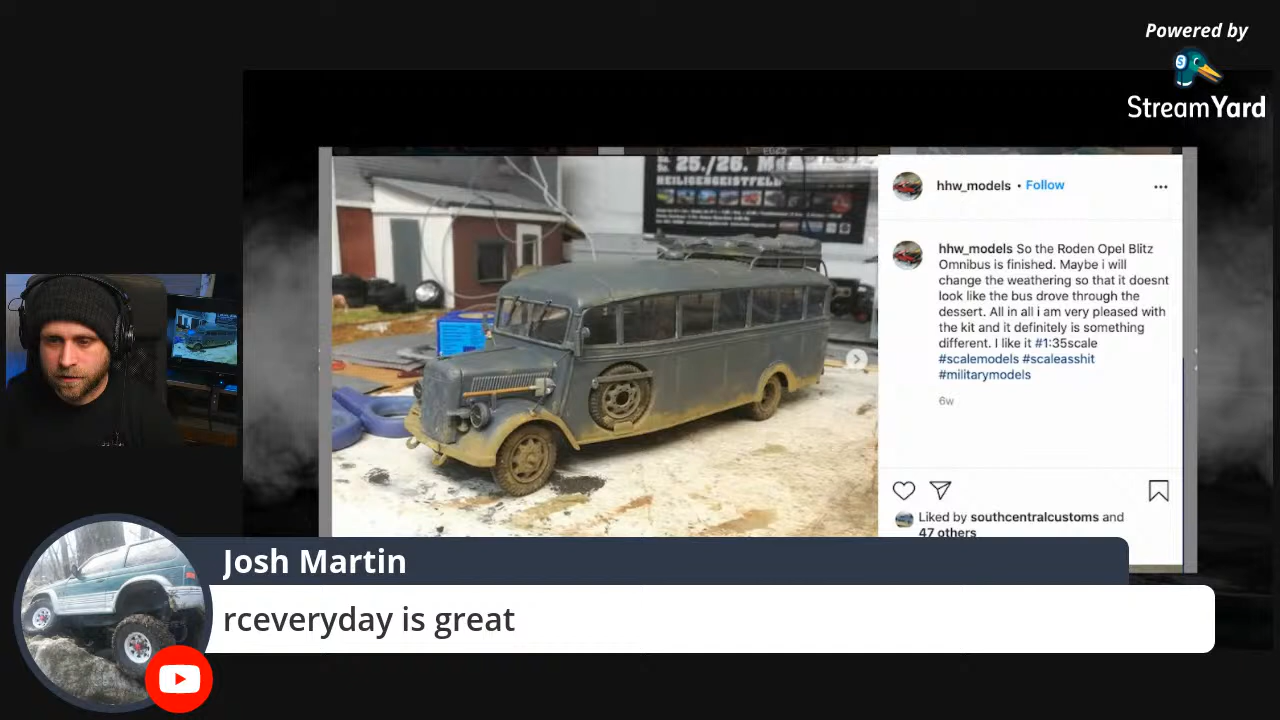 Powered by
StreamYard
25./26. M
HEILIGENGEISTFELD
hhw_models • Follow
hhw_models So the Roden Opel Blitz
Omnibus is finished. Maybe i will
change the weathering so that it doesnt
look like the bus drove through the
dessert. All in all i am very pleased with
the kit and it definitely is something
different. I like it #1:35scale
#scalemodels #scaleasshit
#militarymodels
6w
Liked by southcentralcustoms and
47 others
Josh Martin
rceveryday is great